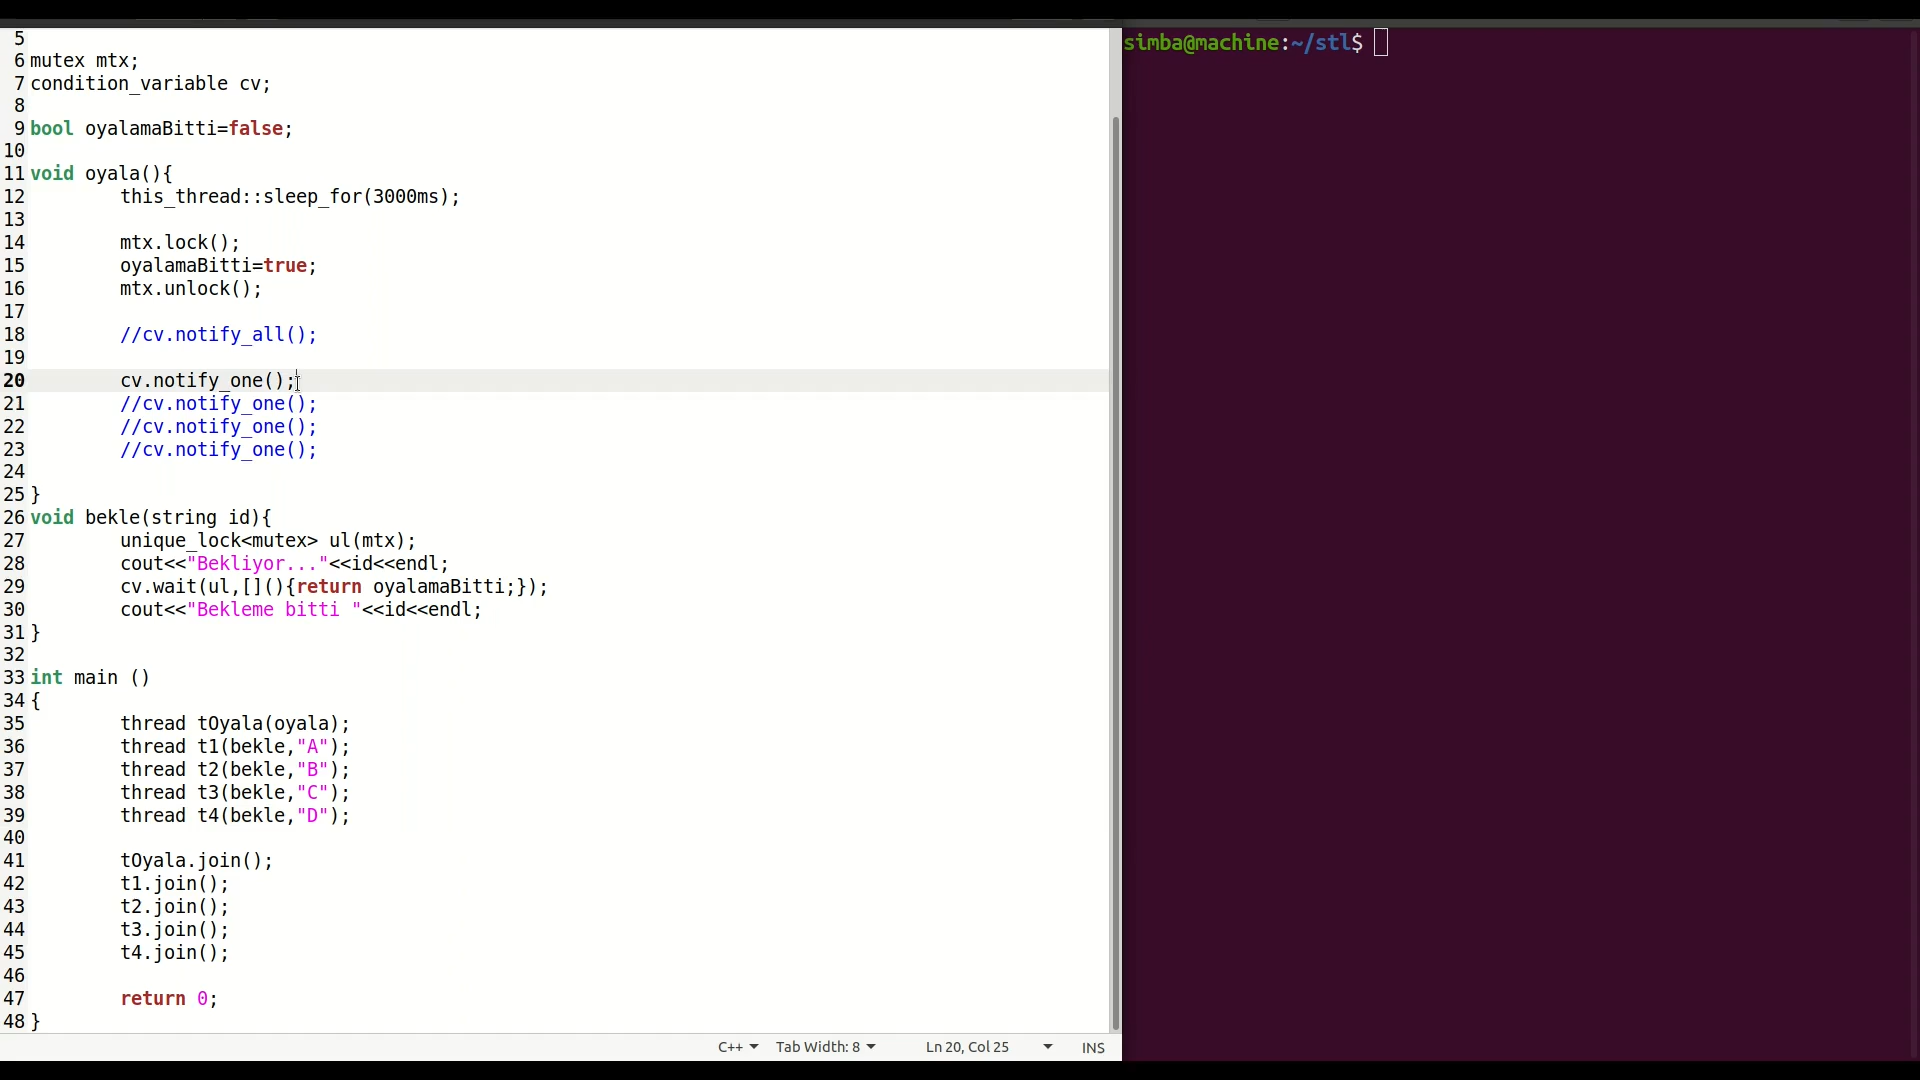 5
6 mutex mtx;
7 condition_variable cv;
8
9 bool oyalamaBitti=false;
10
11 void oyala(){
12 this_thread::sleep_for(3000ms);
13
14 mtx.lock();
15 oyalamaBitti=true;
16 mtx.unlock();
17
18 //cv.notify_all();
19
20 cv.notify_one();
21 //cv.notify_one();
22 //cv.notify_one();
23 //cv.notify_one();
24
25 }
26 void bekle(string id){
27 unique_lock<mutex> ul(mtx);
28 cout<<"Bekliyor..."<<id<<endl;
29 cv.wait(ul,[](){return oyalamaBitti;});
30 cout<<"Bekleme bitti "<<id<<endl;
31 }
32
33 int main ()
34 {
35 thread tOyala(oyala);
36 thread t1(bekle,"A");
37 thread t2(bekle,"B");
38 thread t3(bekle,"C");
39 thread t4(bekle,"D");
40
41 tOyala.join();
42 t1.join();
43 t2.join();
44 t3.join();
45 t4.join();
46
47 return 0;
48 }
C++ Tab Width: 8 Ln 20, Col 25 INS
simba@machine:~/stl$